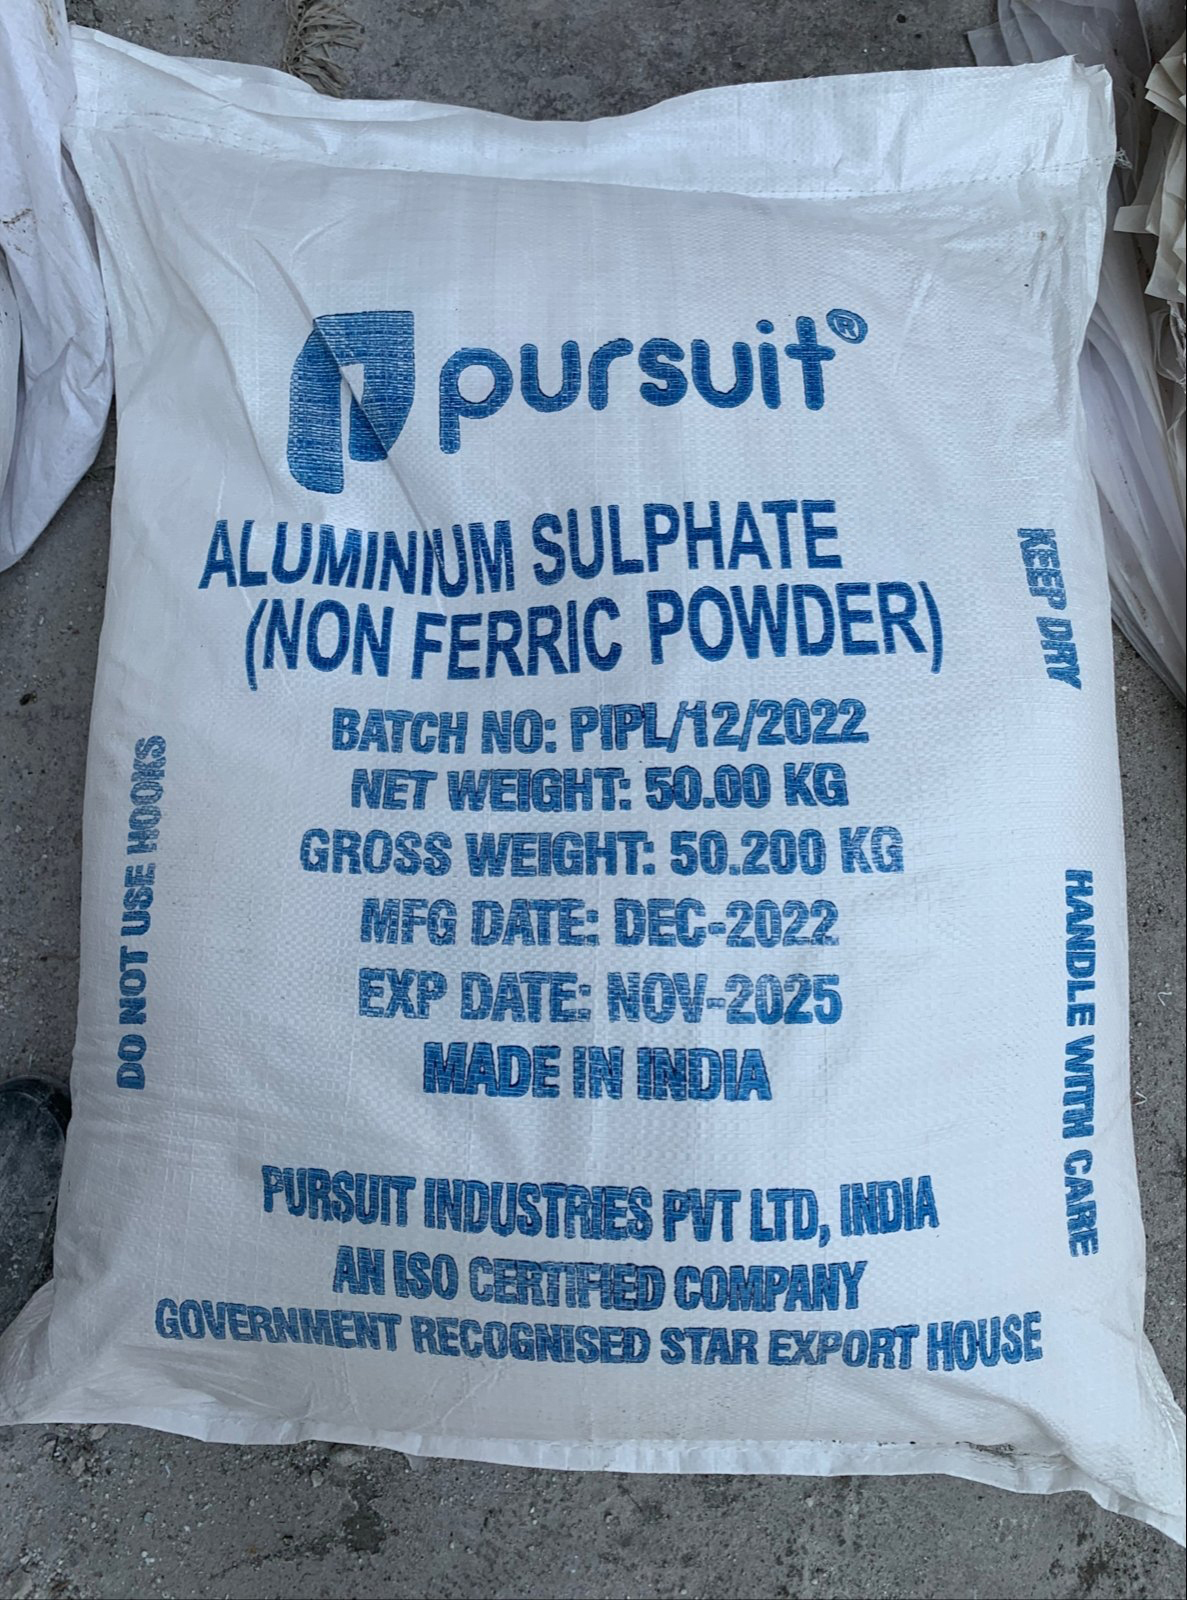 pursuit®
ALUMINIUM SULPHATE
(NON FERRIC POWDER)
BATCH NO: PIPL/12/2022
NET WEIGHT: 50.00 KG
GROSS WEIGHT: 50.200 KG
MFG DATE: DEC-2022
EXP DATE: NOV-2025
MADE IN INDIA
PURSUIT INDUSTRIES PVT LTD, INDIA
AN ISO CERTIFIED COMPANY
GOVERNMENT RECOGNISED STAR EXPORT HOUSE
DO NOT USE HOOKS
KEEP DRY
HANDLE WITH CARE